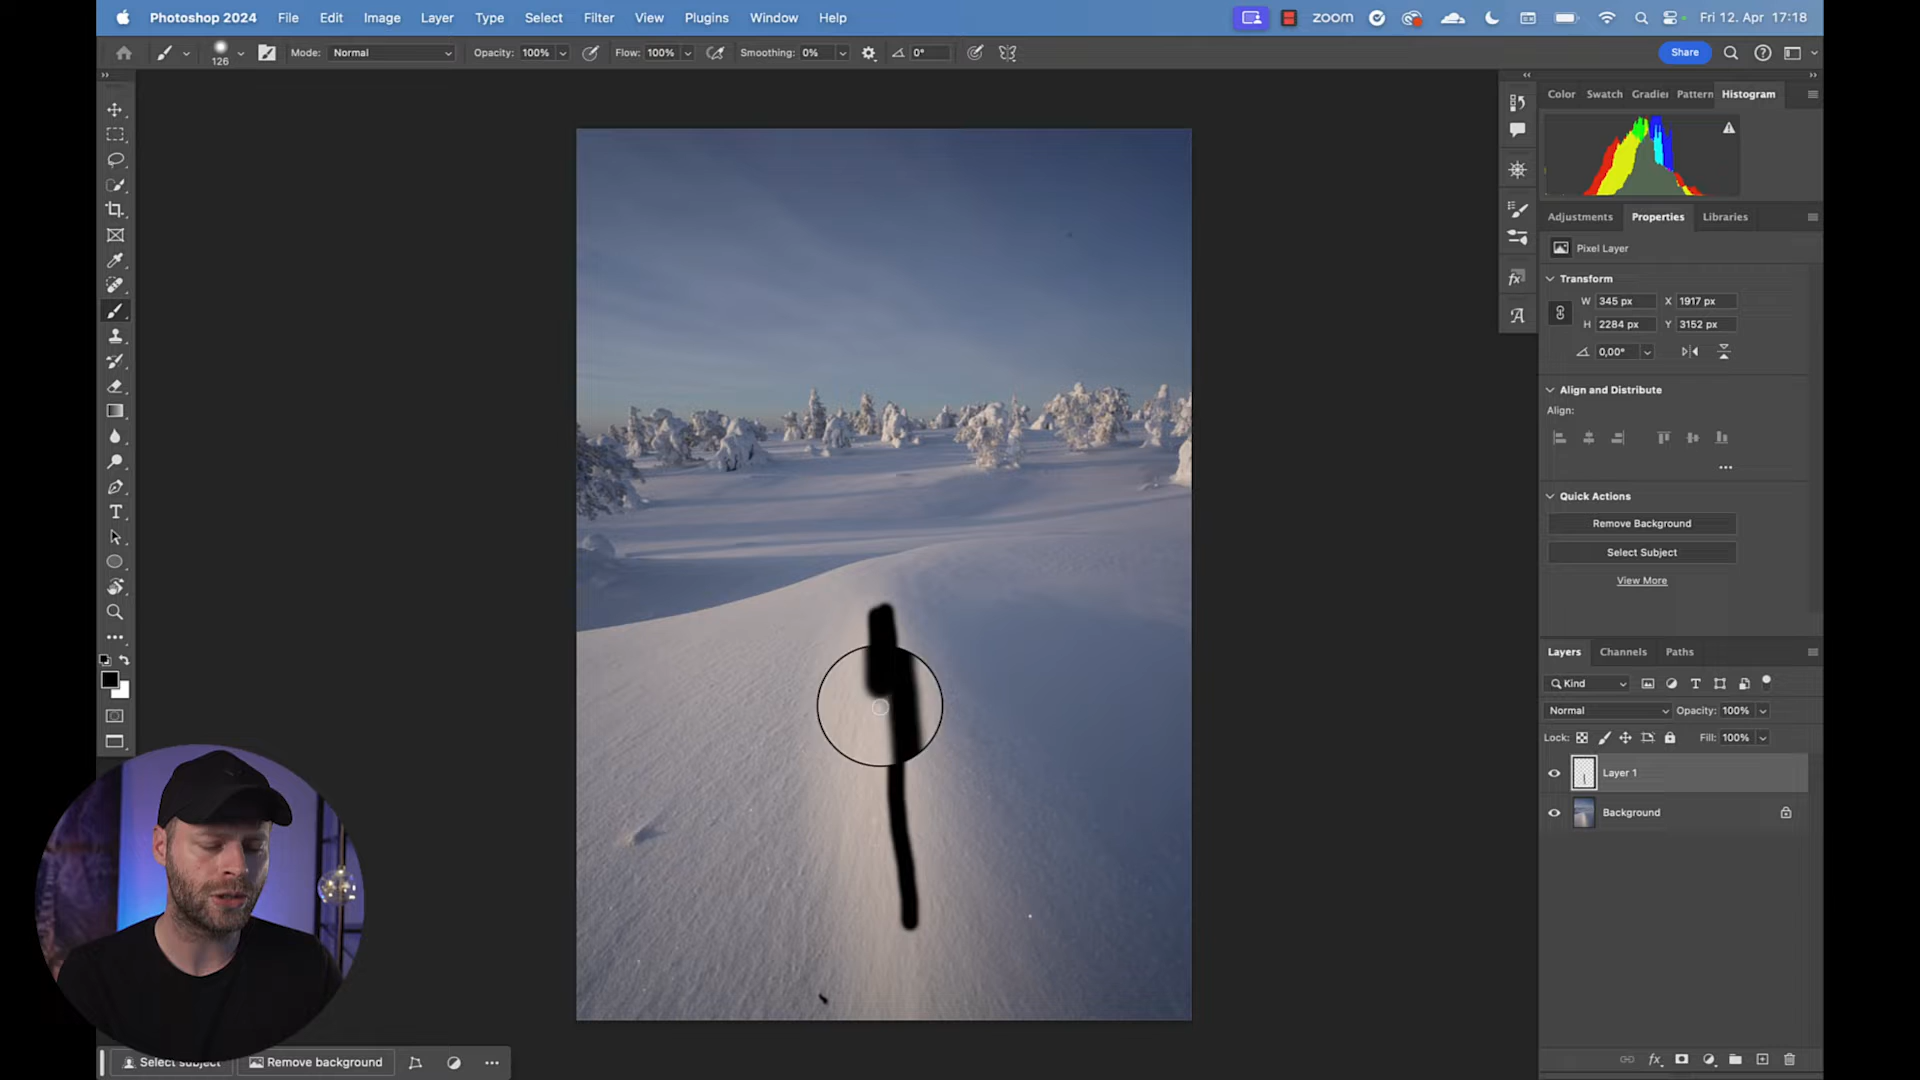 Photoshop 2024 File Edit Image Layer Type Select Filter View Plugins Window Help
zoom Fri 12. Apr 17:18
126 Mode: Normal Opacity: 100% Flow: 100% Smoothing: 0% 0° Share
Color Swatch Gradier Pattern Histogram
Adjustments Properties Libraries
Pixel Layer
Transform
W 345 px X 1917 px
H 2284 px Y 3152 px
0,00°
Align and Distribute
Align:
Quick Actions
Remove Background
Select Subject
View More
Layers Channels Paths
Kind
Normal Opacity: 100%
Lock: Fill: 100%
Layer 1
Background
Select subject Remove background